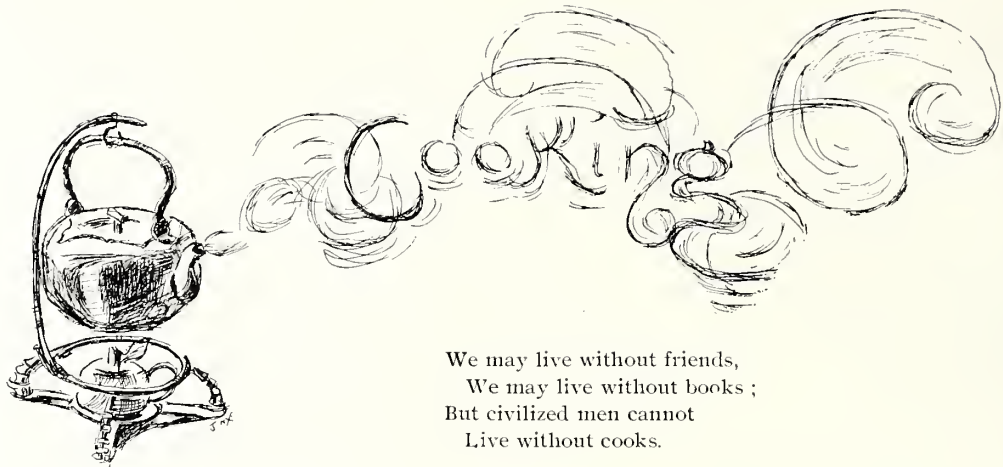 Cooking
We may live without friends,
We may live without books ;
But civilized men cannot
Live without cooks.